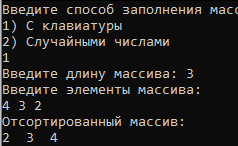 Введите способ заполнения масс
1) С клавиатуры
2) Случайными числами
1
Введите длину массива: 3
Введите элементы массива:
4 3 2
Отсортированный массив:
2  3  4